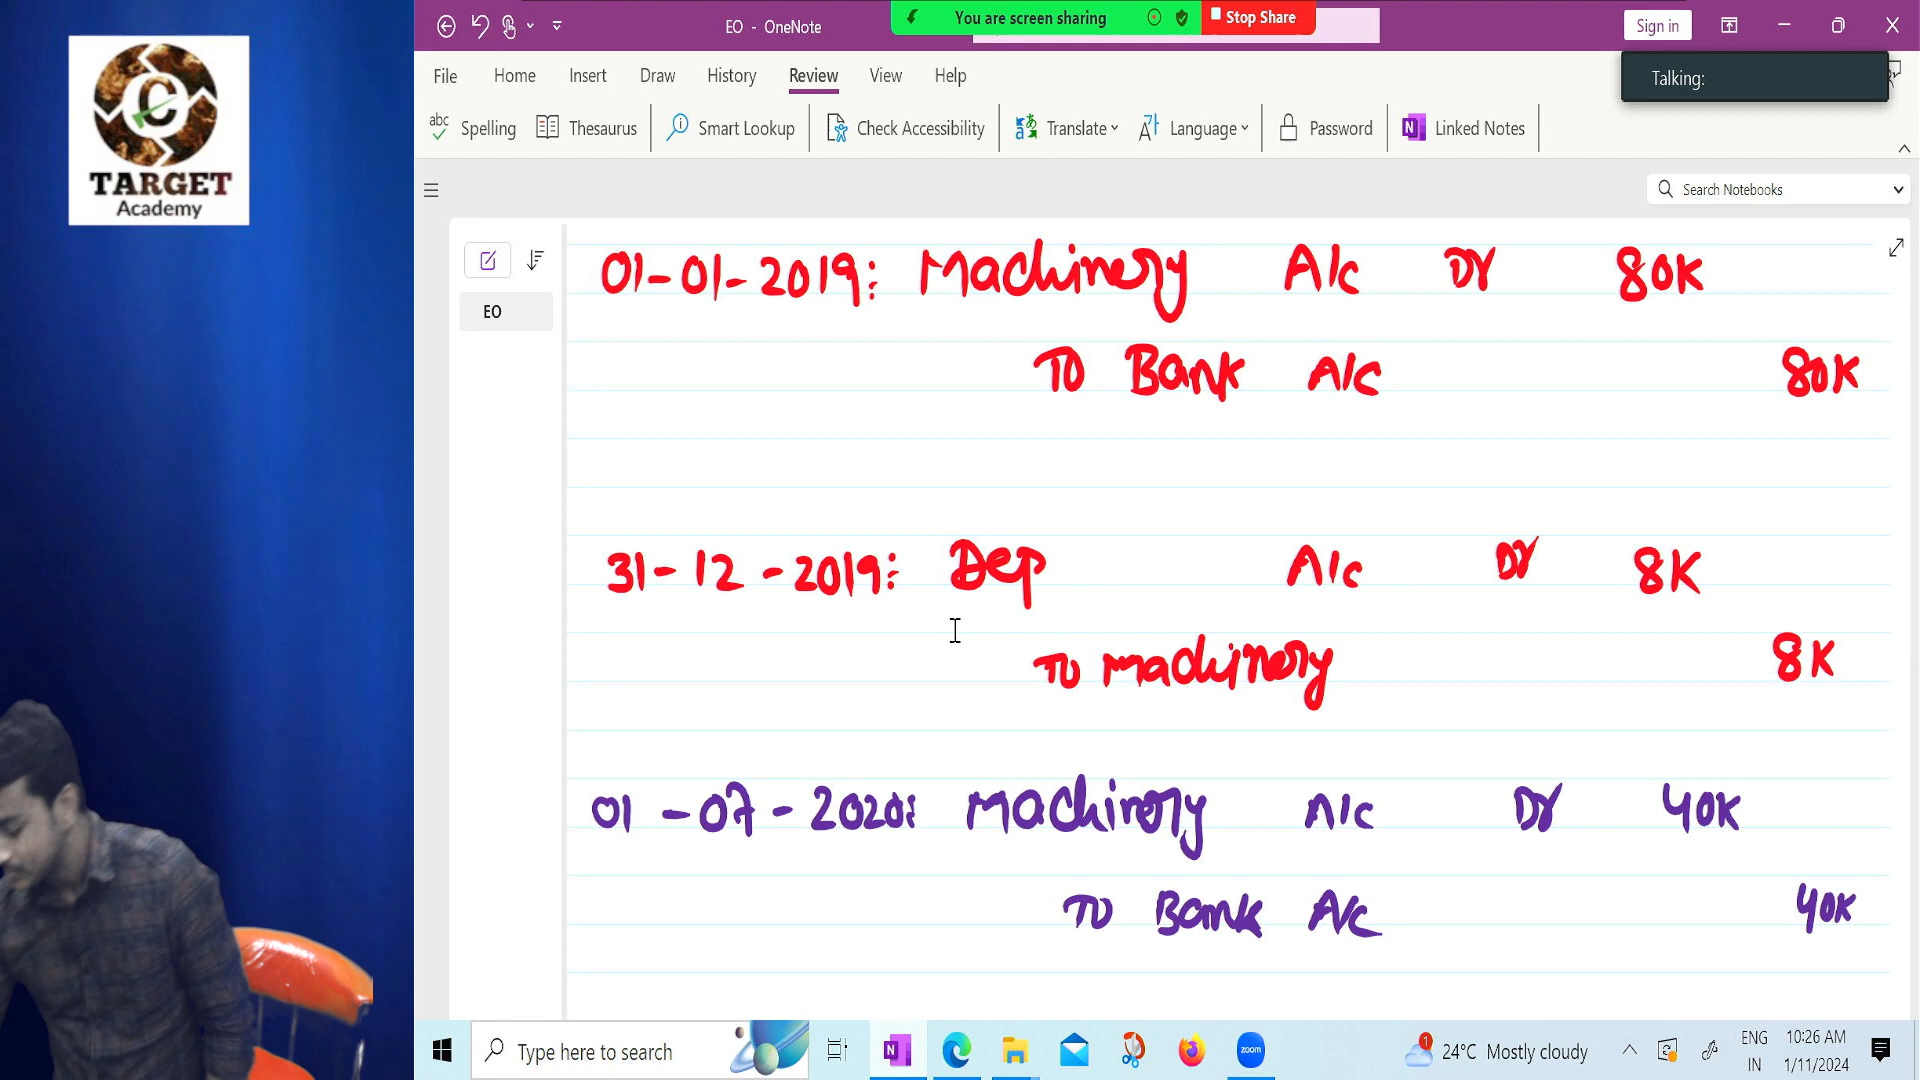 TARGET
Academy
EO - OneNote
You are screen sharing
Stop Share
Sign in
File Home Insert Draw History Review View Help
Talking:
abc Spelling Thesaurus Smart Lookup Check Accessibility Translate Language Password Linked Notes
Search Notebooks
EO
01-01-2019: Machinery A/c Dr 80K
To Bank A/c 80K
31-12-2019: Dep A/c Dr 8K
To Machinery 8K
01-07-2020: Machinery A/c Dr 40K
To Bank A/c 40K
Type here to search
zoom
1
24°C Mostly cloudy
ENG
IN
10:26 AM
1/11/2024